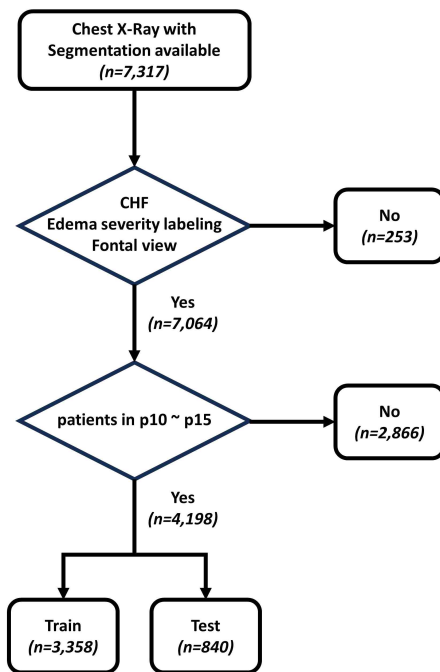 Chest X-Ray with
Segmentation available
(n=7,317)
CHF
Edema severity labeling
Fontal view
No
(n=253)
Yes
(n=7,064)
patients in p10 ~ p15
No
(n=2,866)
Yes
(n=4,198)
Train
(n=3,358)
Test
(n=840)